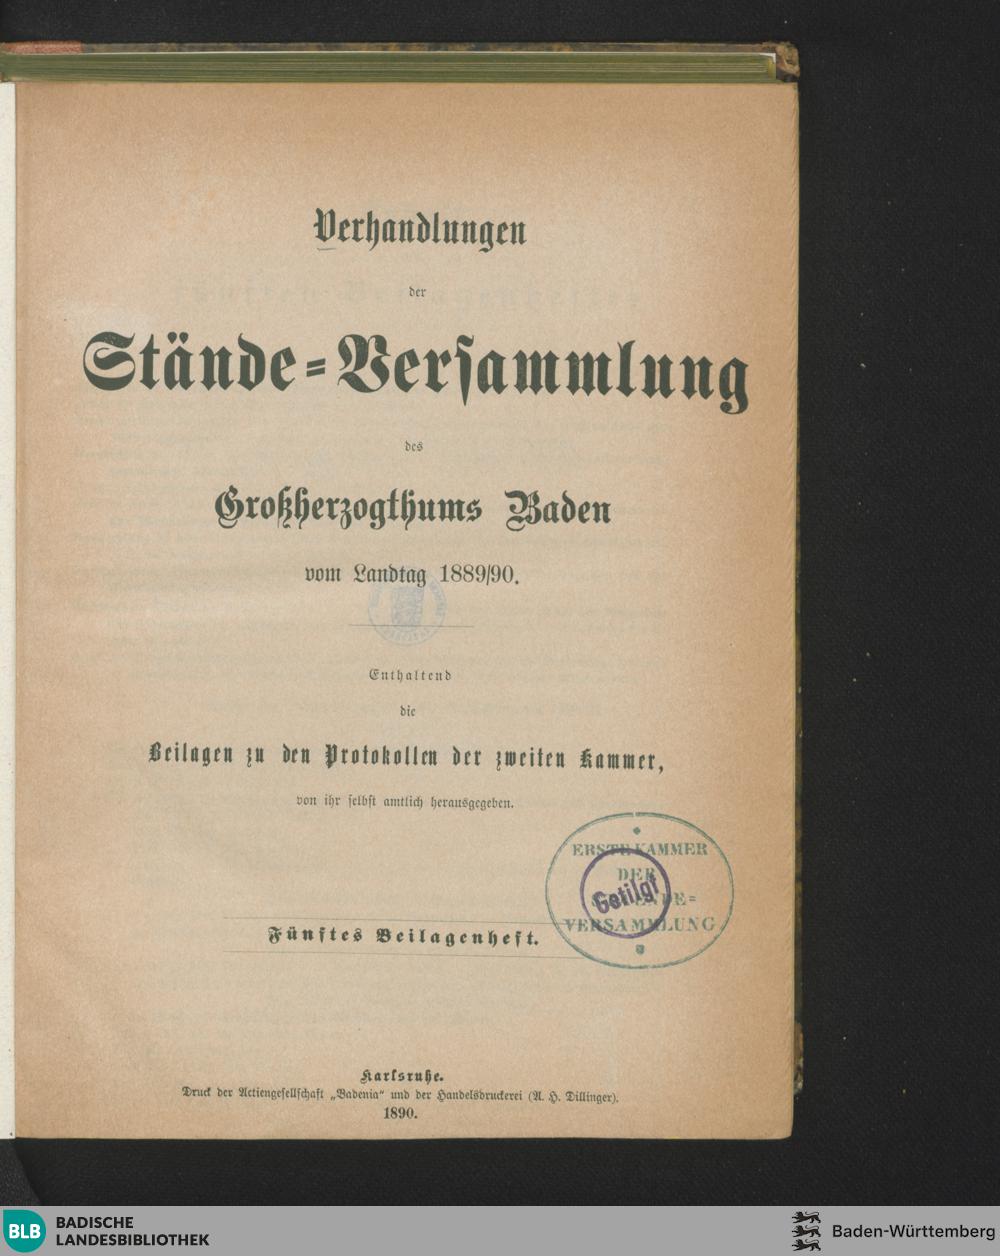 Verhandlungen
der
Stände=Versammlung
des
Großherzogthums Baden
vom Landtag 1889/90.
Enthaltend
die
Beilagen zu den Protokollen der zweiten Kammer,
von ihr selbst amtlich herausgegeben.
ERSTE KAMMER
DER
VERSAMMLUNG
Getilgt
Fünftes Beilagenheft.
Karlsruhe.
Druck der Actiengesellschaft „Badenia“ und der Handelsdruckerei (A. H. Dillinger).
1890.
BLB BADISCHE
LANDESBIBLIOTHEK
Baden-Württemberg